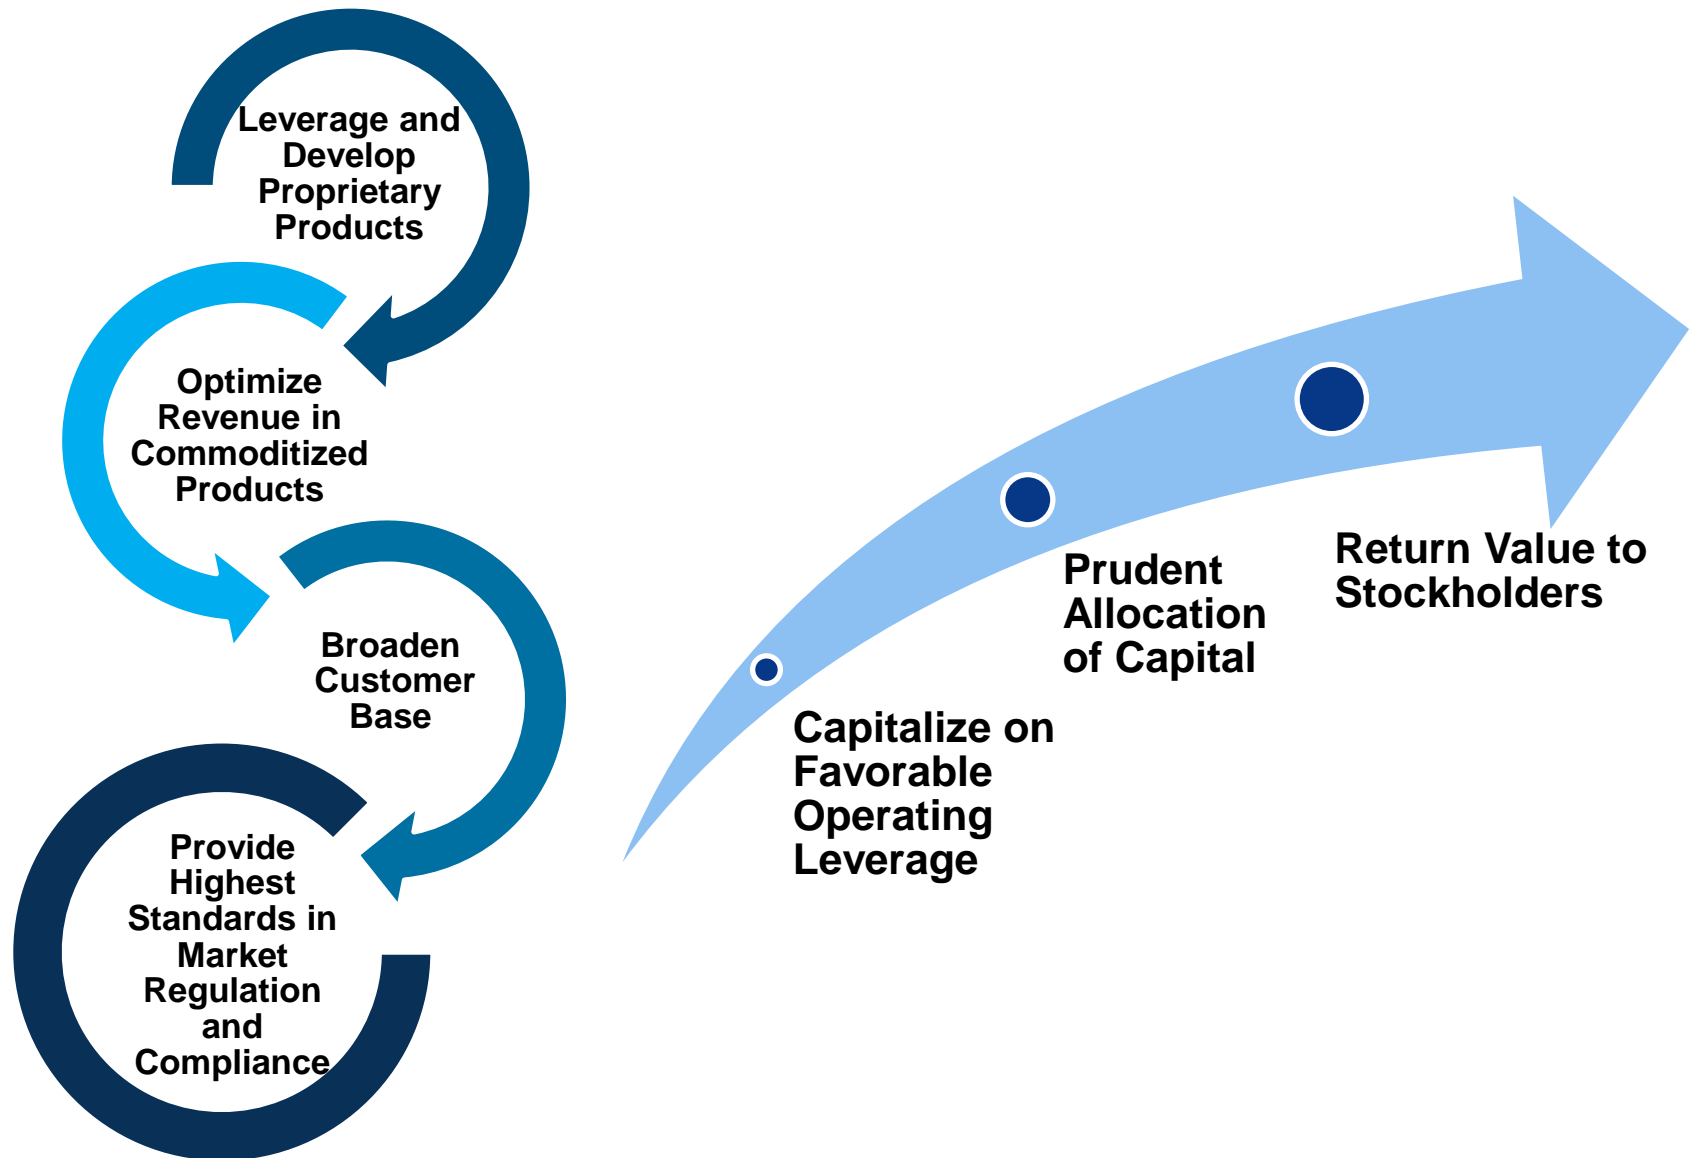 Leverage and
Develop
Proprietary
Products
Optimize
Revenue in
Commoditized
Products
Broaden
Customer
Base
Provide
Highest
Standards in
Market
Regulation
and
Compliance
Capitalize on
Favorable
Operating
Leverage
Prudent
Allocation
of Capital
Return Value to
Stockholders